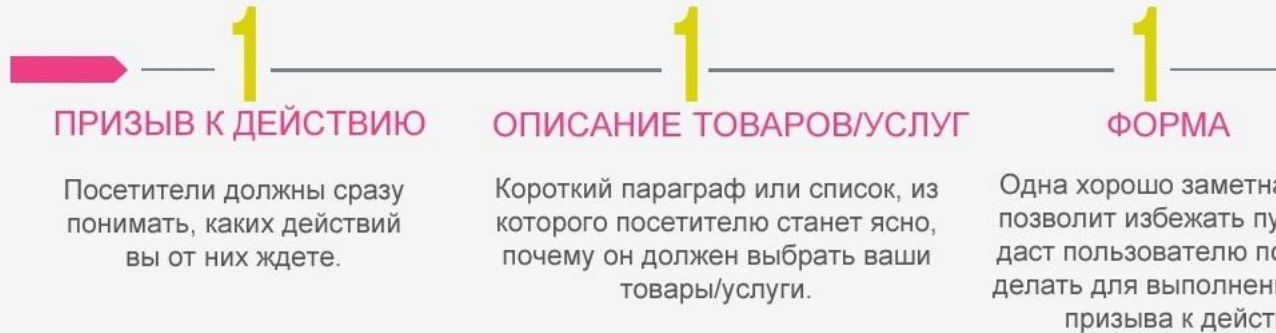 1
ПРИЗЫВ К ДЕЙСТВИЮ
Посетители должны сразу
понимать, каких действий
вы от них ждете.
1
ОПИСАНИЕ ТОВАРОВ/УСЛУГ
Короткий параграф или список, из
которого посетителю станет ясно,
почему он должен выбрать ваши
товары/услуги.
1
ФОРМА
Одна хорошо
позволит избежать
даст пользователю
делать для
призыва к